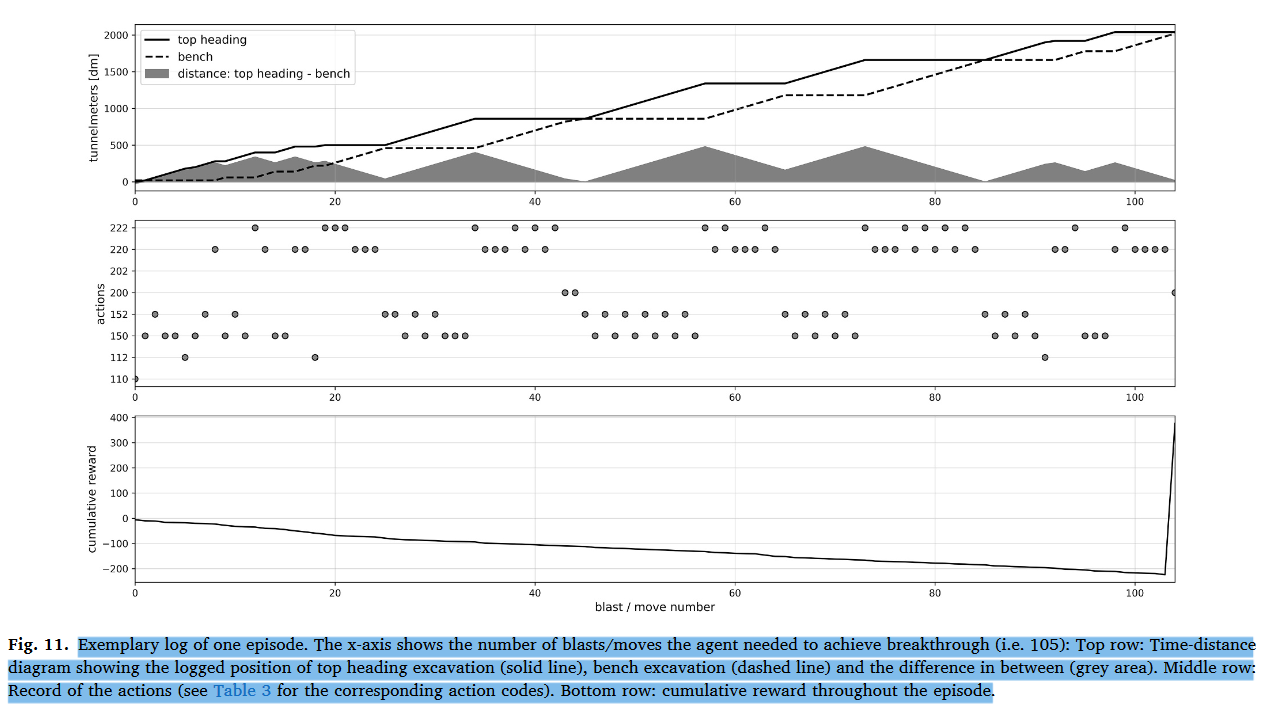 2000
1500
1000
500
0
tunnelmeters [dm]
top heading
bench
distance: top heading - bench
0 20 40 60 80 100
222
220
202
200
152
150
112
110
actions
0 20 40 60 80 100
400
300
200
100
0
−100
−200
cumulative reward
0 20 40 60 80 100
blast / move number
Fig. 11. Exemplary log of one episode. The x-axis shows the number of blasts/moves the agent needed to achieve breakthrough (i.e. 105): Top row: Time-distance
diagram showing the logged position of top heading excavation (solid line), bench excavation (dashed line) and the difference in between (grey area). Middle row:
Record of the actions (see Table 3 for the corresponding action codes). Bottom row: cumulative reward throughout the episode.